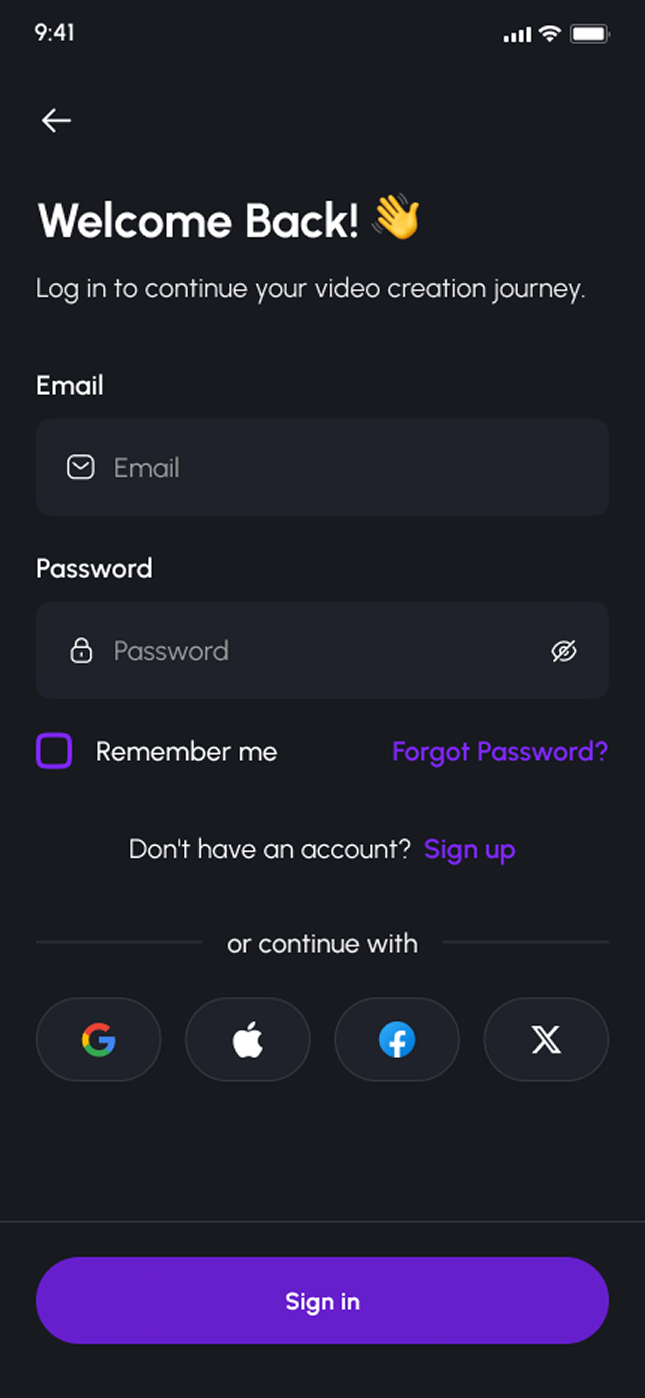 9:41
Welcome Back! 👋
Log in to continue your video creation journey.
Email
Email
Password
Password
Remember me Forgot Password?
Don't have an account? Sign up
or continue with
Sign in